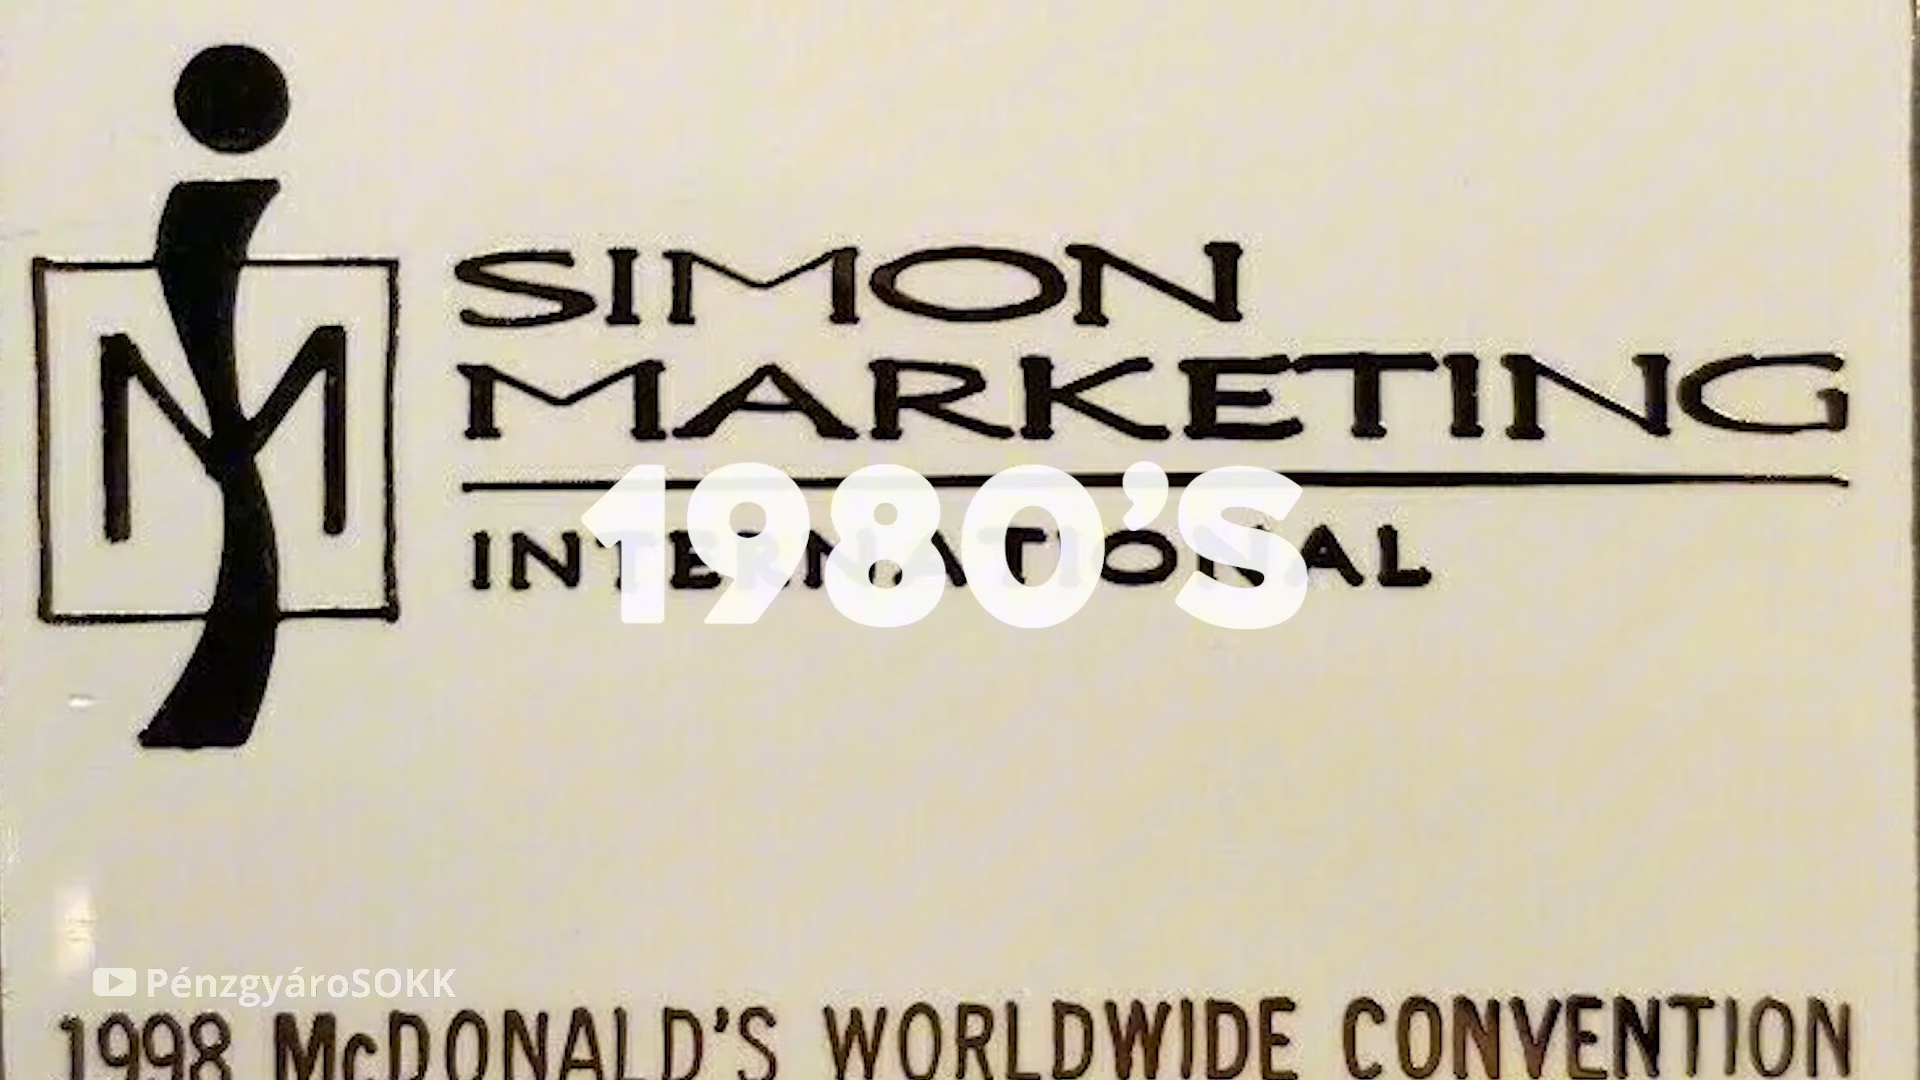 SIMON
MARKETING
INTERNATIONAL
1980'S
PénzgyároSOKK
1998 McDONALD'S WORLDWIDE CONVENTION